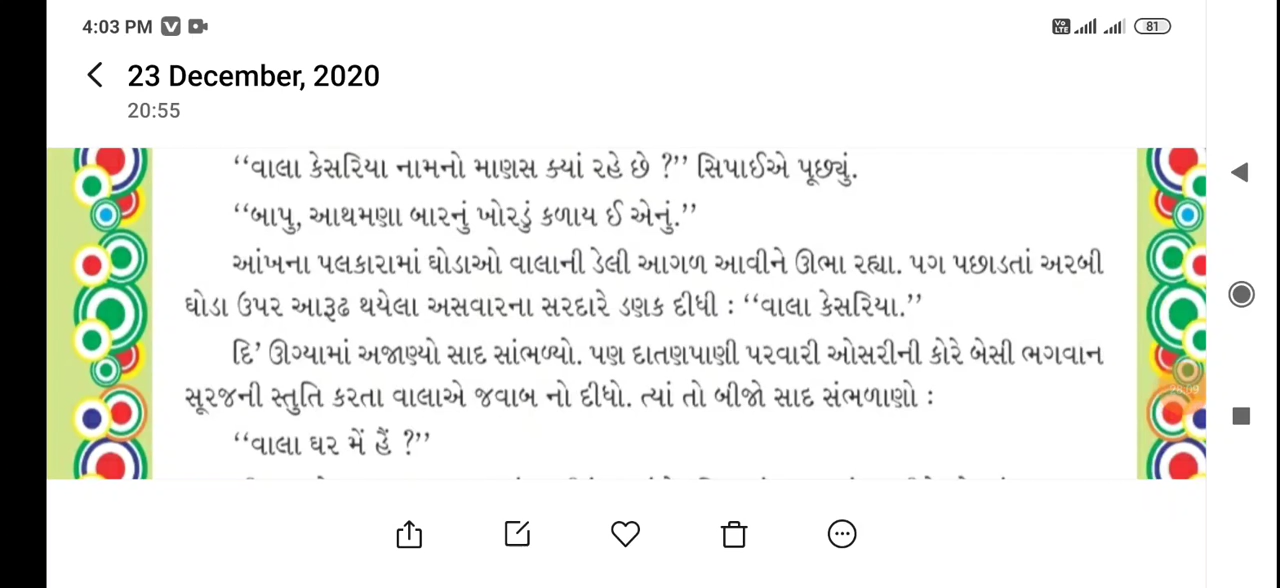 4:03 PM
81
23 December, 2020
20:55
‘‘વાલા કેસરિયા નામનો માણસ ક્યાં રહે છે ?’’ સિપાઈએ પૂછ્યું.
‘‘બાપુ, આથમણા બારનું ખોરડું કળાય ઈ એનું.’’
આંખના પલકારામાં ઘોડાઓ વાલાની ડેલી આગળ આવીને ઊભા રહ્યા. પગ પછાડતાં અરબી
ઘોડા ઉપર આરૂઢ થયેલા અસવારના સરદારે ડણક દીધી : ‘‘વાલા કેસરિયા.’’
દિ’ ઊગ્યામાં અજાણ્યો સાદ સાંભળ્યો. પણ દાતણપાણી પરવારી ઓસરીની કોરે બેસી ભગવાન
સૂરજની સ્તુતિ કરતા વાલાએ જવાબ નો દીધો. ત્યાં તો બીજો સાદ સંભળાણો :
‘‘વાલા ઘર મેં હૈં ?’’